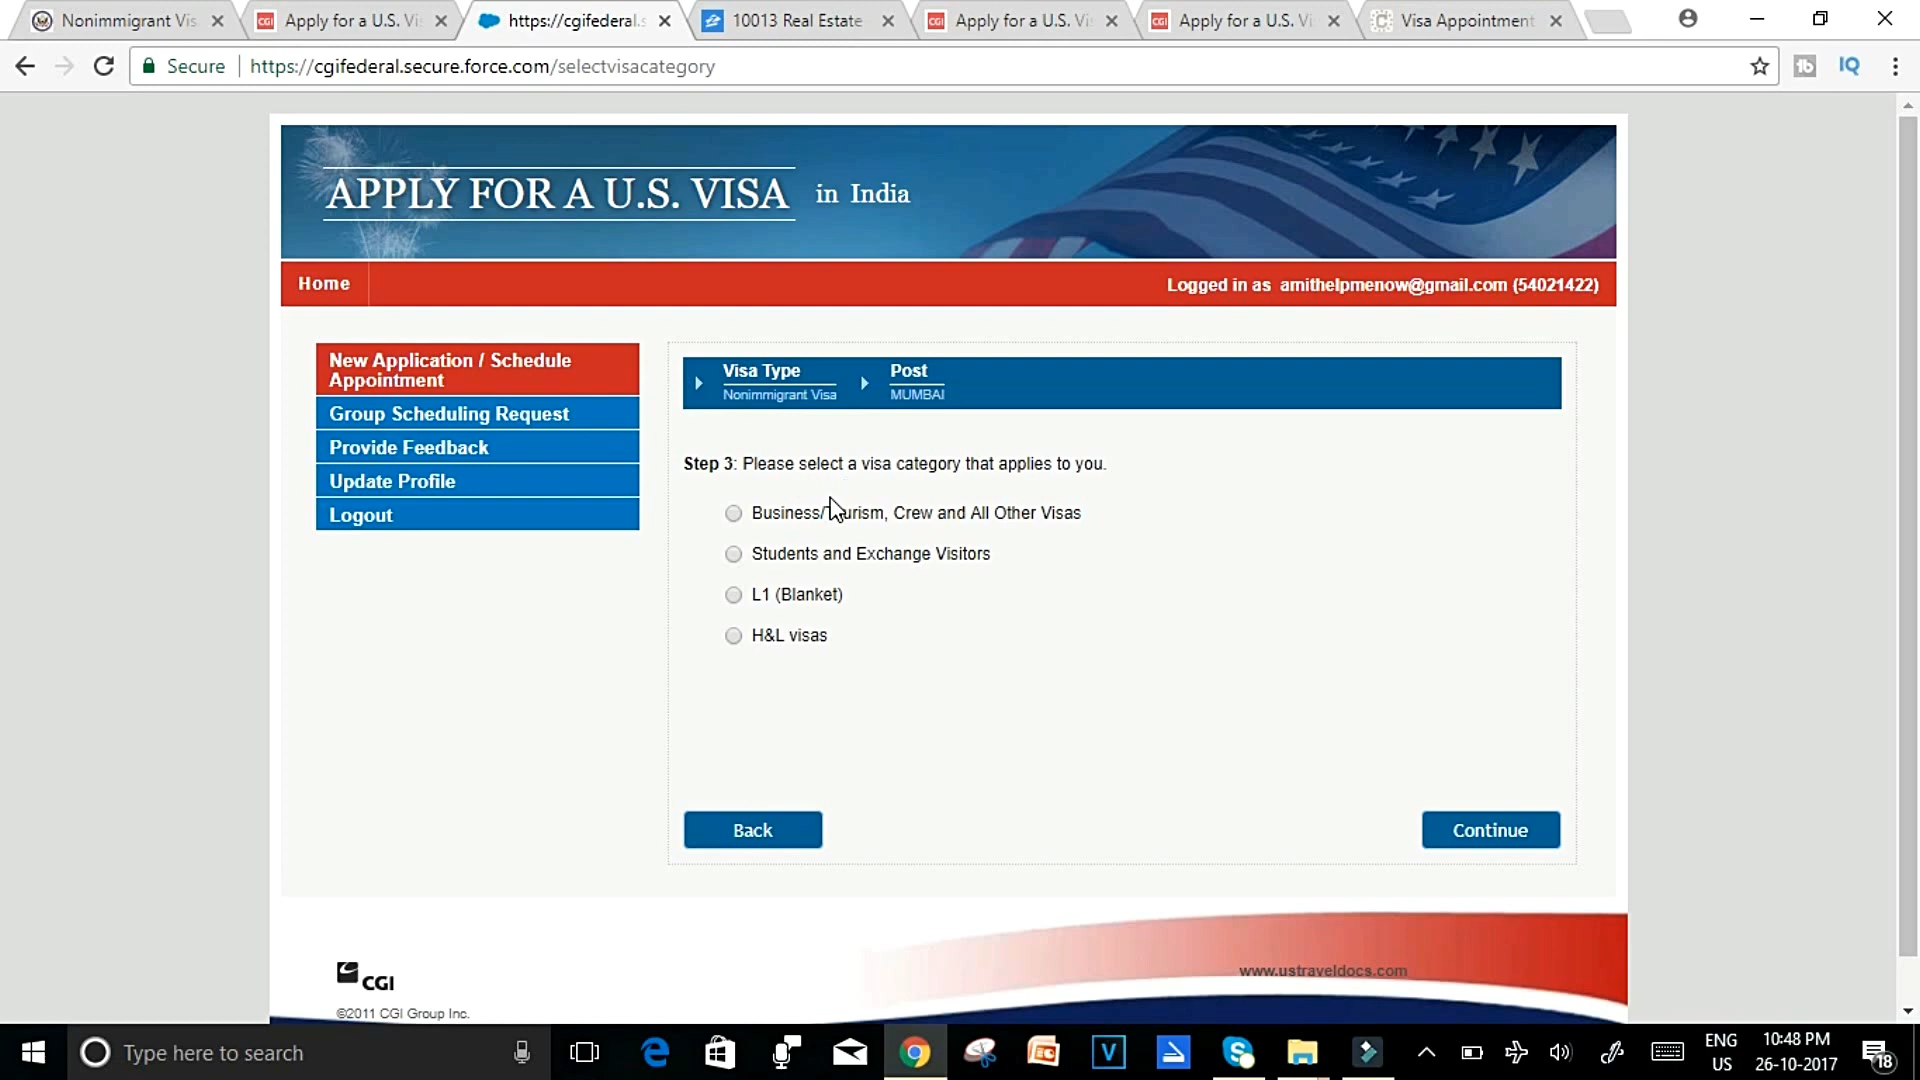 Nonimmigrant Vis
Apply for a U.S. Vi
https://cgifederal.s
10013 Real Estate
Apply for a U.S. Vi
Apply for a U.S. Vi
Visa Appointment
Secure
https://cgifederal.secure.force.com/selectvisacategory
IQ
APPLY FOR A U.S. VISA in India
Home
Logged in as amithelpmenow@gmail.com (54021422)
New Application / Schedule
Appointment
Group Scheduling Request
Provide Feedback
Update Profile
Logout
Visa Type
Nonimmigrant Visa
Post
MUMBAI
Step 3: Please select a visa category that applies to you.
Business/Tourism, Crew and All Other Visas
Students and Exchange Visitors
L1 (Blanket)
H&L visas
Back
Continue
CGI
©2011 CGI Group Inc.
www.ustraveldocs.com
Type here to search
ENG
US
10:48 PM
26-10-2017
18